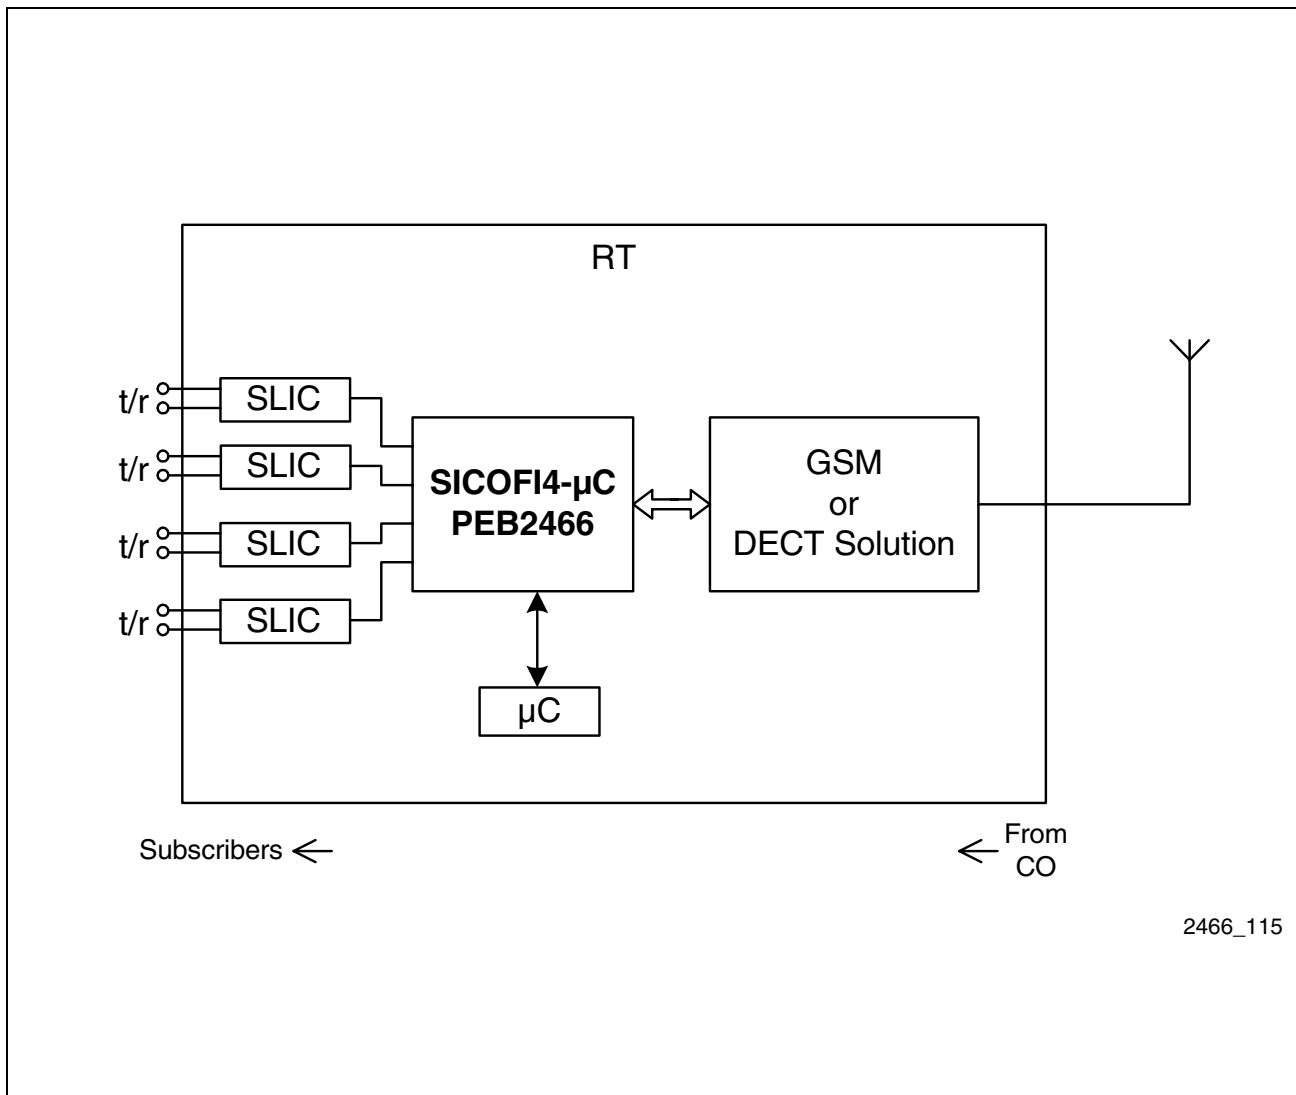 RT
t/r
SLIC
t/r
SLIC
t/r
SLIC
t/r
SLIC
SICOFI4-µC
PEB2466
GSM
or
DECT Solution
µC
Subscribers
From
CO
2466_115